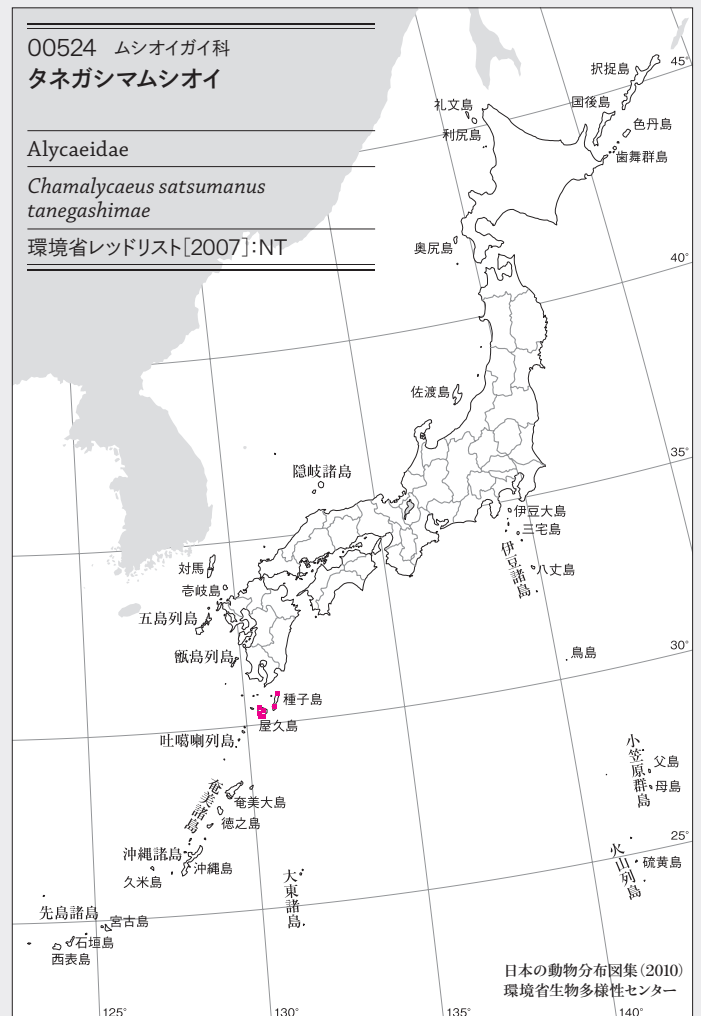 00524 ムシオイガイ科
タネガシマムシオイ
Alycaeidae
Chamalycaeus satsumanus
tanegashimae
環境省レッドリスト[2007]:NT
択捉島
45°
礼文島
国後島
利尻島
色丹島
歯舞群島
奥尻島
40°
佐渡島
35°
隠岐諸島
伊豆大島
三宅島
伊豆諸島
八丈島
対馬
壱岐島
五島列島
甑島列島
鳥島
30°
種子島
屋久島
吐噶喇列島
小笠原群島
父島
母島
奄美諸島
奄美大島
徳之島
25°
沖縄諸島
沖縄島
久米島
火山列島
硫黄島
大東諸島
先島諸島
宮古島
石垣島
西表島
日本の動物分布図集(2010)
環境省生物多様性センター
125°
130°
135°
140°